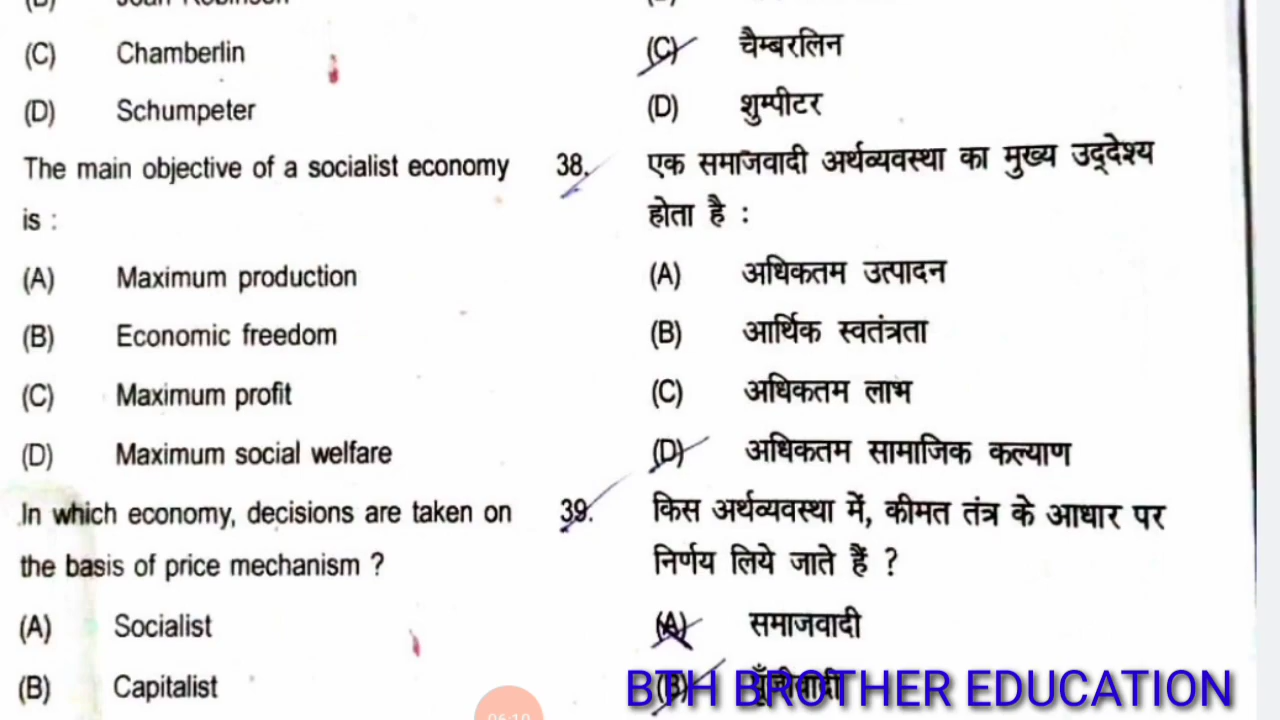 (C) Chamberlin
(D) Schumpeter
The main objective of a socialist economy
is :
(A) Maximum production
(B) Economic freedom
(C) Maximum profit
(D) Maximum social welfare
In which economy, decisions are taken on
the basis of price mechanism ?
(A) Socialist
(B) Capitalist
(C) चैम्बरलिन
(D) शुम्पीटर
38. एक समाजवादी अर्थव्यवस्था का मुख्य उद्देश्य
होता है :
(A) अधिकतम उत्पादन
(B) आर्थिक स्वतंत्रता
(C) अधिकतम लाभ
(D) अधिकतम सामाजिक कल्याण
39. किस अर्थव्यवस्था में, कीमत तंत्र के आधार पर
निर्णय लिये जाते हैं ?
(A) समाजवादी
(B)
BTH BROTHER EDUCATION